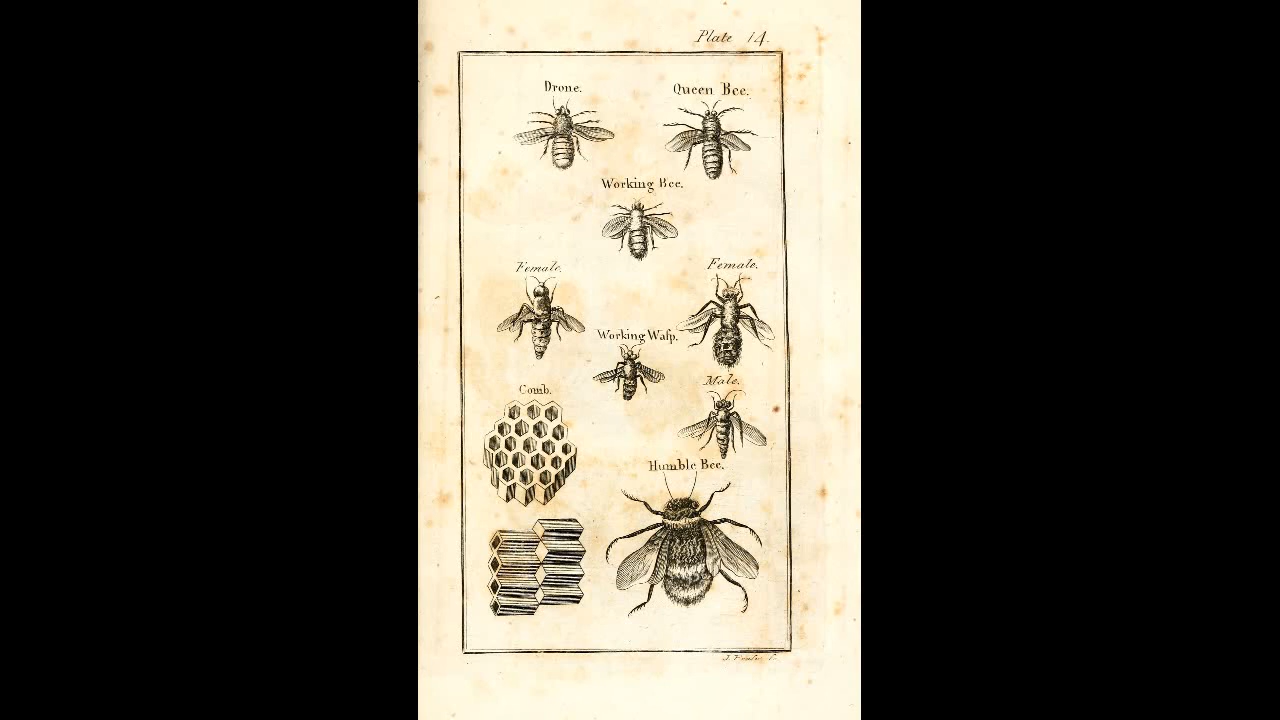 Plate 14.
Drone.
Queen Bee.
Working Bee.
Female.
Female.
Working Wasp.
Male.
Comb.
Humble Bee.